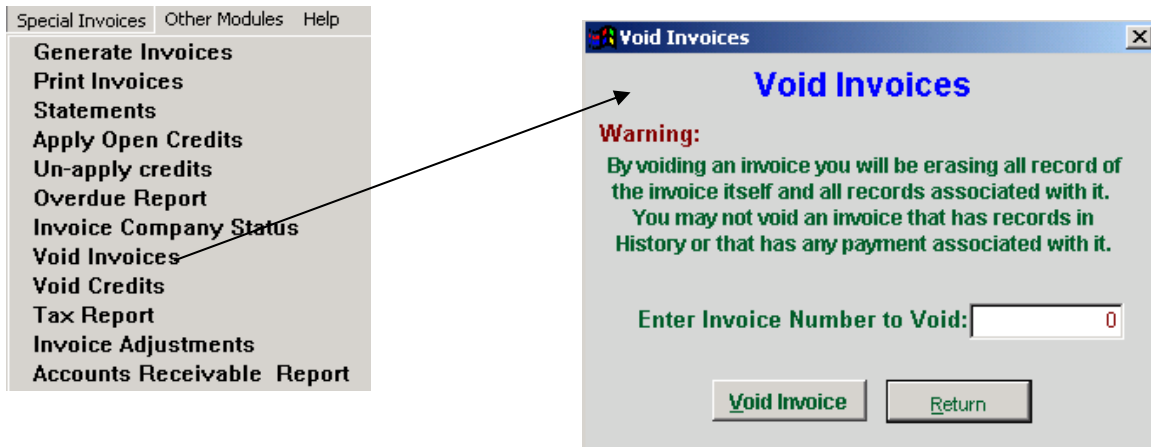 Special Invoices Other Modules Help
Generate Invoices
Print Invoices
Statements
Apply Open Credits
Un-apply credits
Overdue Report
Invoice Company Status
Void Invoices
Void Credits
Tax Report
Invoice Adjustments
Accounts Receivable Report
Void Invoices
Void Invoices
Warning:
By voiding an invoice you will be erasing all record of
the invoice itself and all records associated with it.
You may not void an invoice that has records in
History or that has any payment associated with it.
Enter Invoice Number to Void: 0
Void Invoice Return